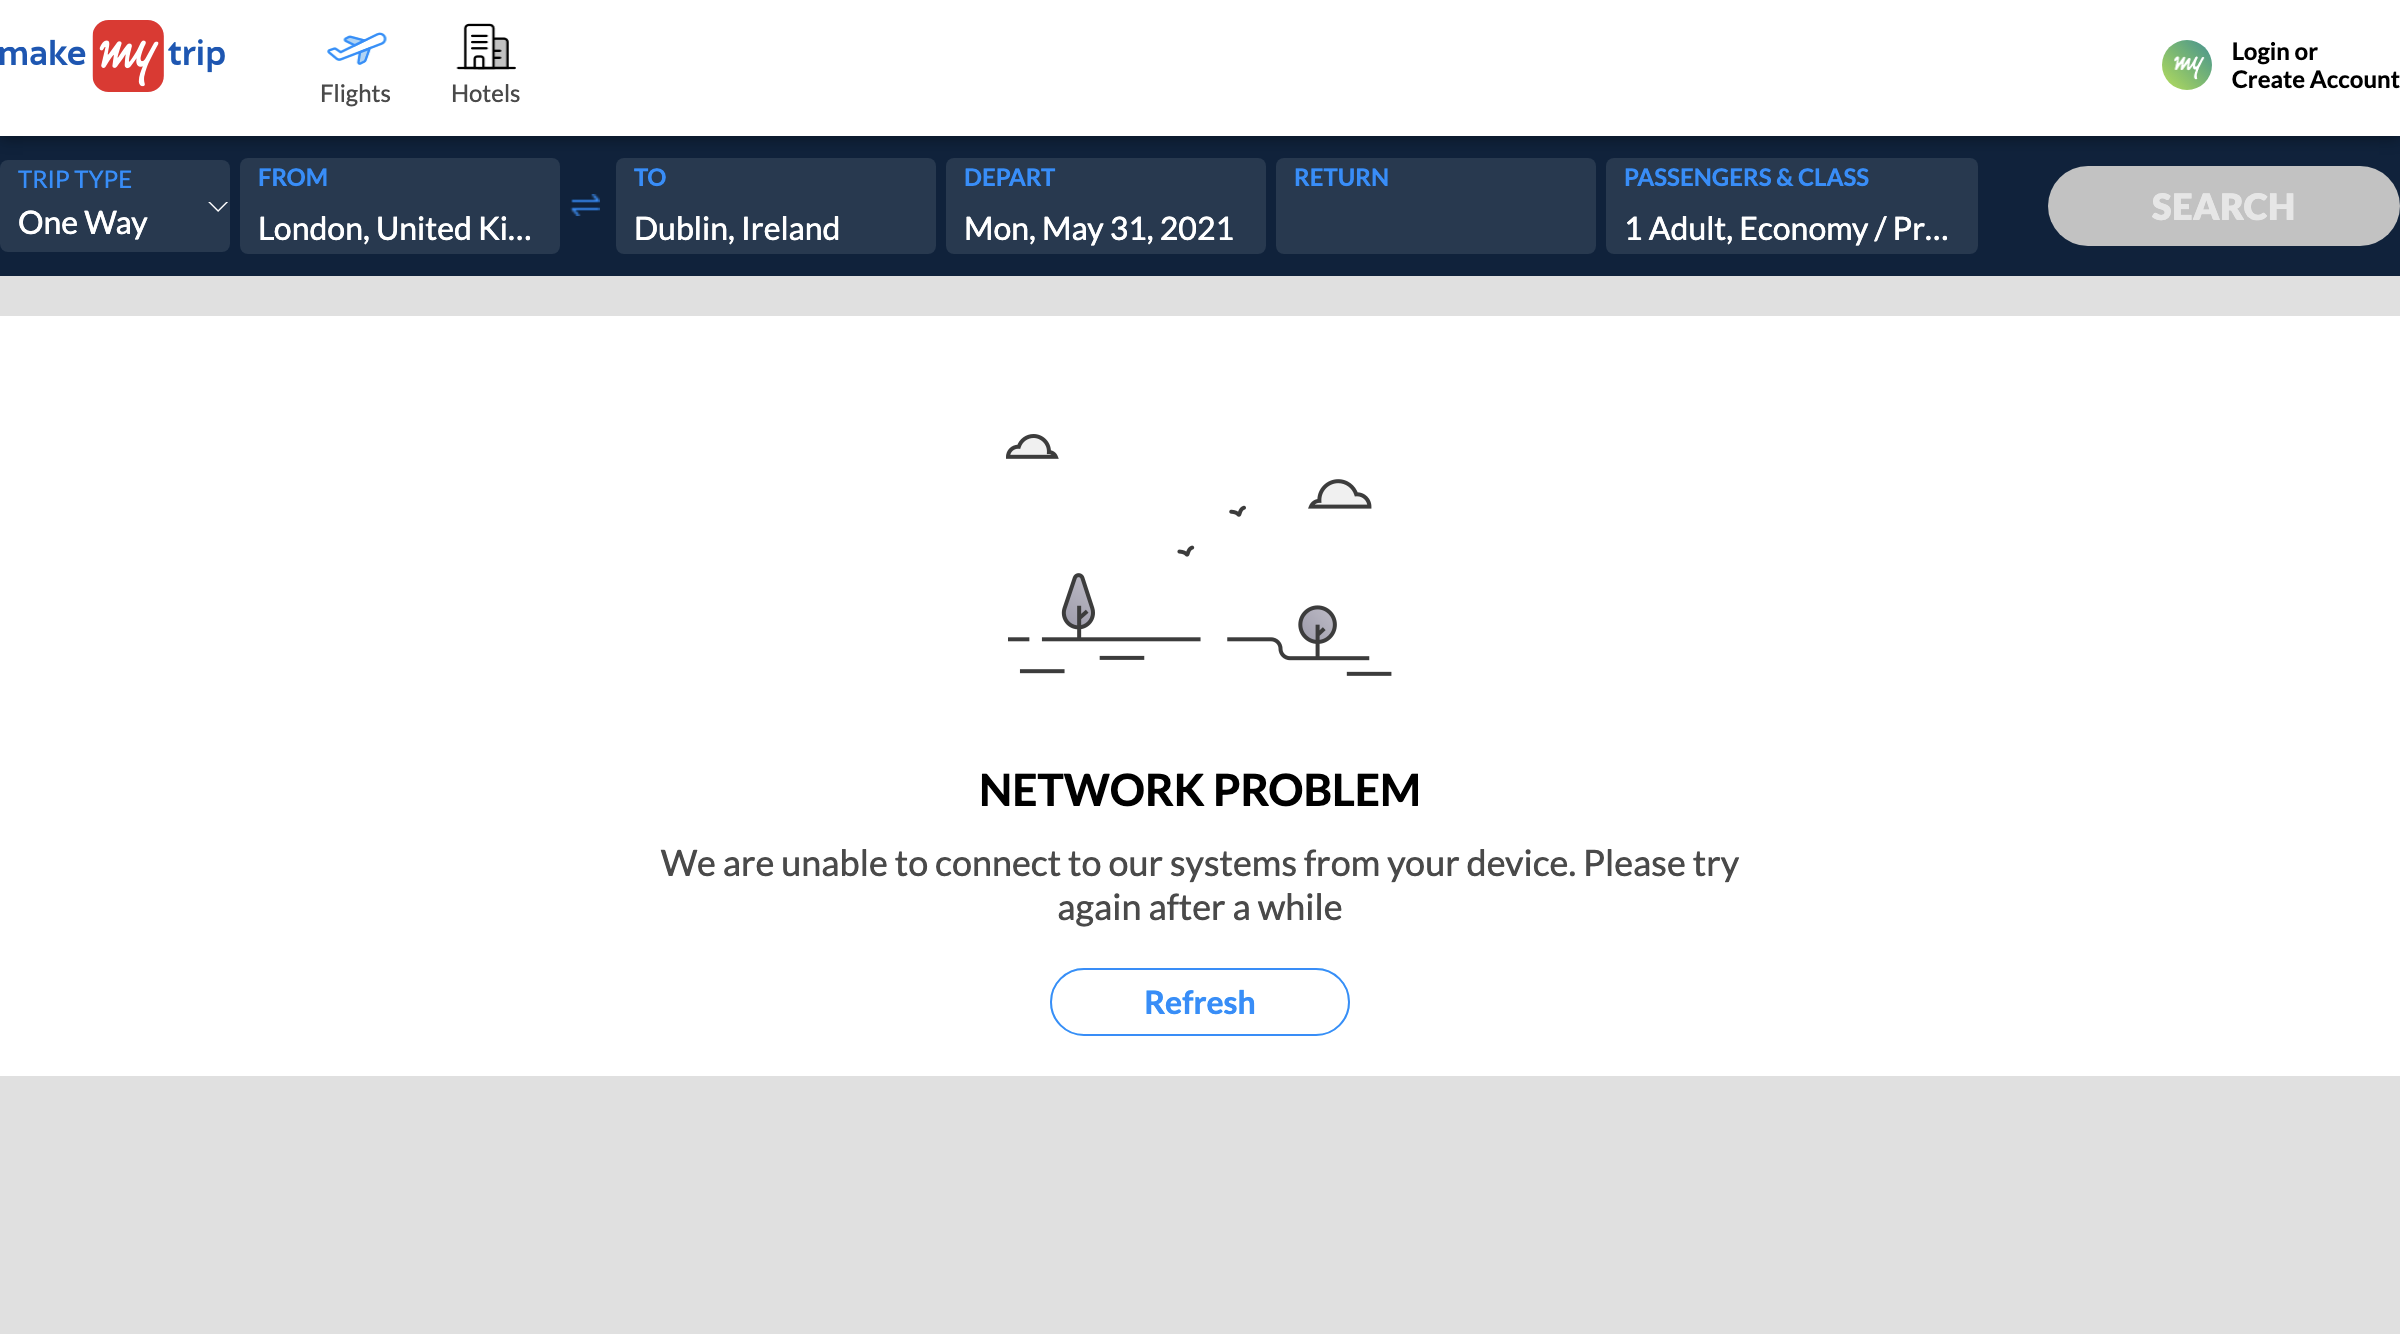 make my trip
Flights
Hotels
my
Login or
Create Account
TRIP TYPE
One Way
FROM
London, United Ki...
TO
Dublin, Ireland
DEPART
Mon, May 31, 2021
RETURN
PASSENGERS & CLASS
1 Adult, Economy / Pr...
SEARCH
NETWORK PROBLEM
We are unable to connect to our systems from your device. Please try
again after a while
Refresh